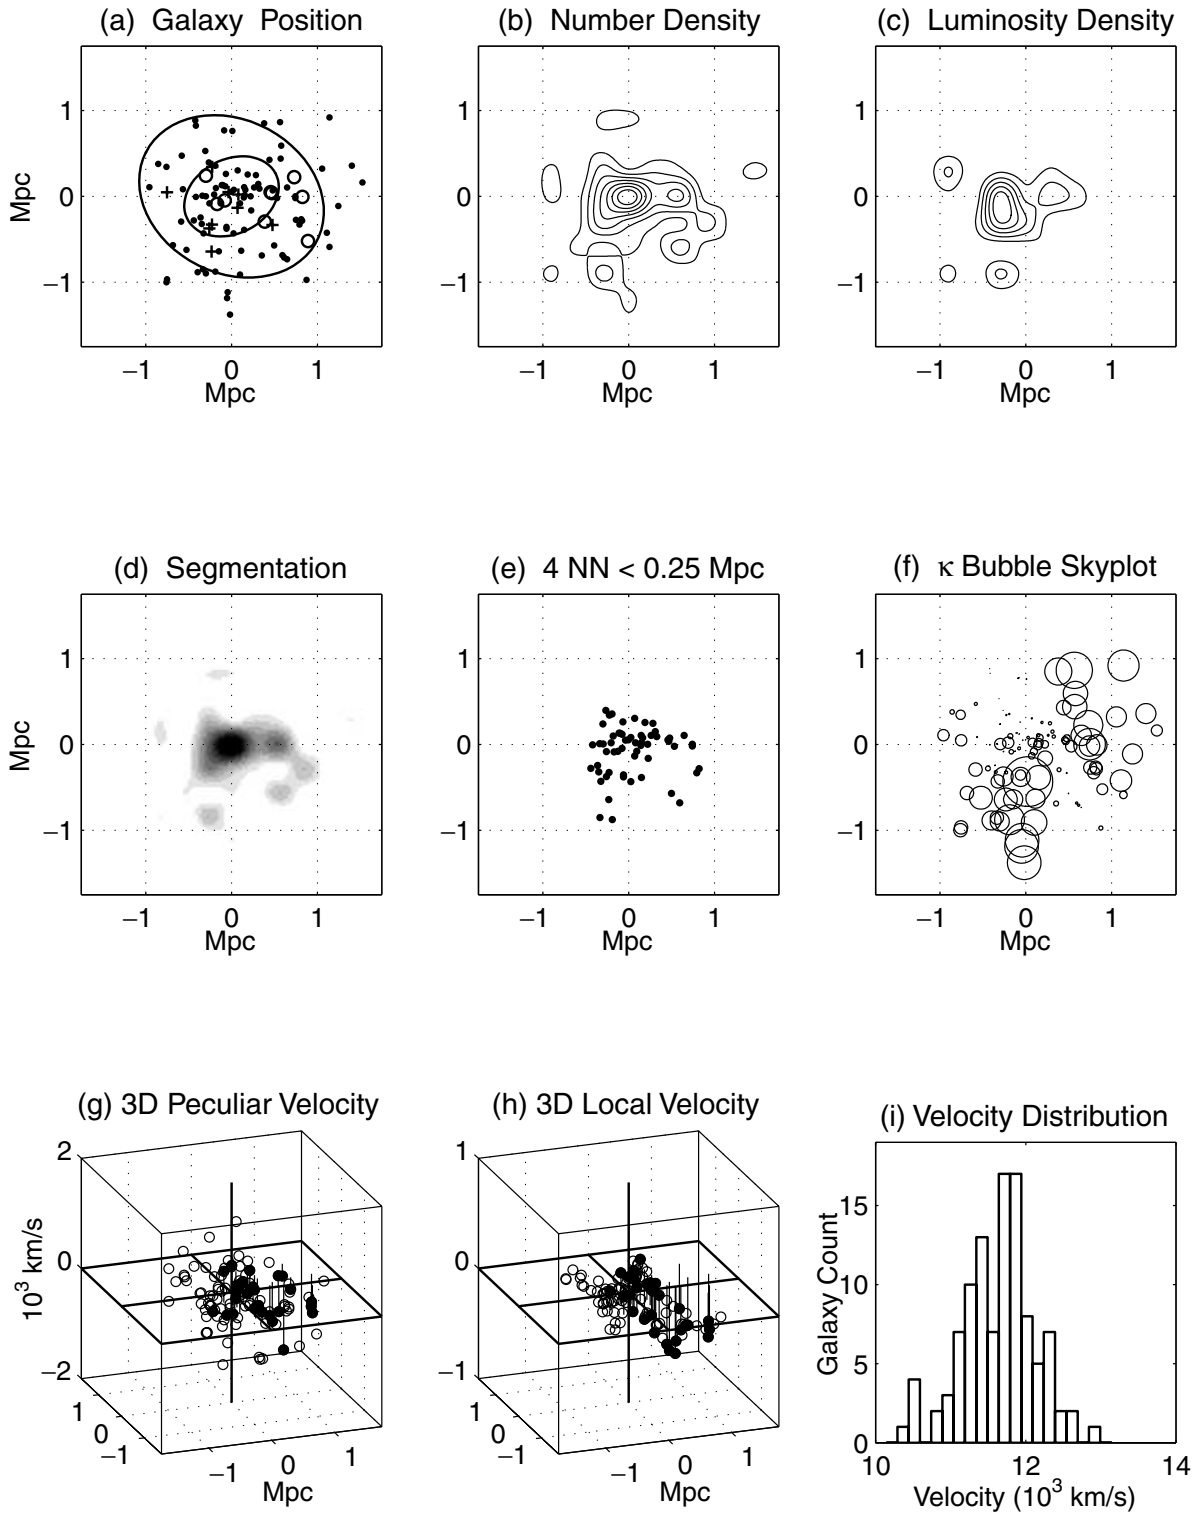 (a) Galaxy Position
(b) Number Density
(c) Luminosity Density
Mpc
1
0
−1
−1 0 1
Mpc
1
0
−1
−1 0 1
Mpc
1
0
−1
−1 0 1
Mpc
(d) Segmentation
(e) 4 NN < 0.25 Mpc
(f) κ Bubble Skyplot
Mpc
1
0
−1
−1 0 1
Mpc
1
0
−1
−1 0 1
Mpc
1
0
−1
−1 0 1
Mpc
(g) 3D Peculiar Velocity
(h) 3D Local Velocity
(i) Velocity Distribution
10³ km/s
2
0
−2
1
0
−1
−1 0 1
Mpc
1
0
−1
1
0
−1
−1 0 1
Mpc
Galaxy Count
15
10
5
0
10 12 14
Velocity (10³ km/s)